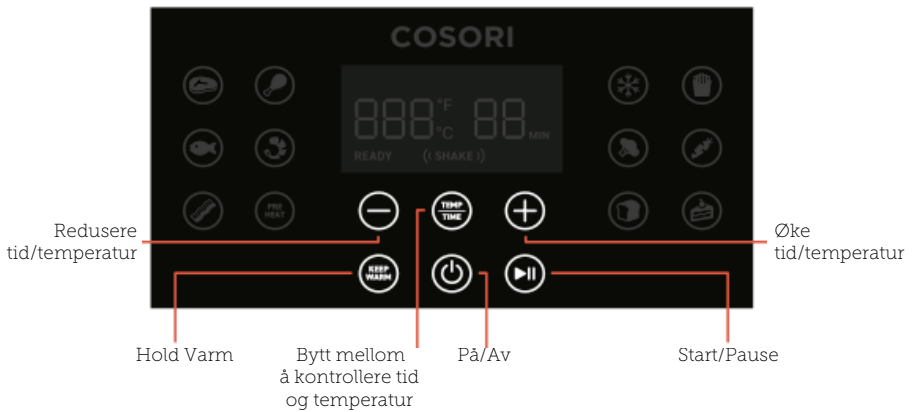 COSORI
888 °F 88
°C MIN
READY ((SHAKE))
PRE
HEAT
TEMP
TIME
KEEP
WARM
Redusere
tid/temperatur
Øke
tid/temperatur
Hold Varm
Bytt mellom
å kontrollere tid
og temperatur
På/Av
Start/Pause